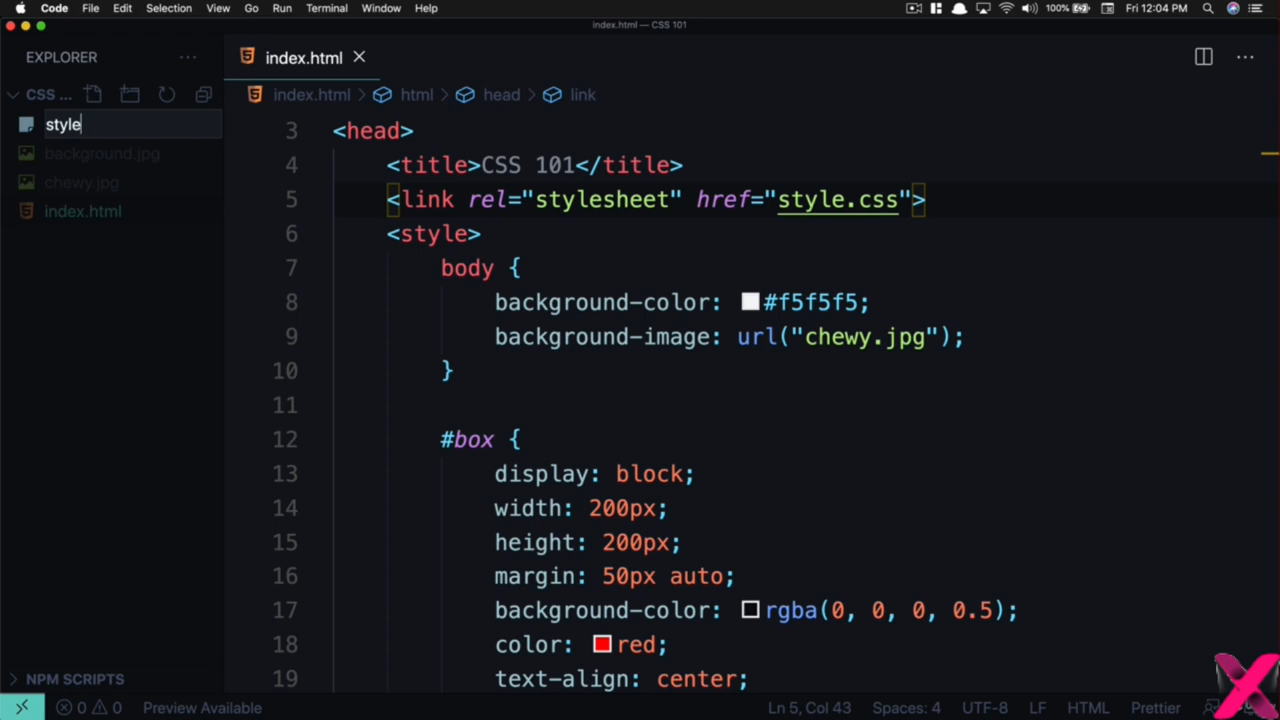 Code File Edit Selection View Go Run Terminal Window Help 100% Fri 12:04 PM
index.html — CSS 101
EXPLORER
index.html
CSS ...
index.html > html > head > link
style
background.jpg
chewy.jpg
index.html
3 <head>
4 <title>CSS 101</title>
5 <link rel="stylesheet" href="style.css">
6 <style>
7 body {
8 background-color: #f5f5f5;
9 background-image: url("chewy.jpg");
10 }
11
12 #box {
13 display: block;
14 width: 200px;
15 height: 200px;
16 margin: 50px auto;
17 background-color: rgba(0, 0, 0, 0.5);
18 color: red;
19 text-align: center;
NPM SCRIPTS
0 0 Preview Available Ln 5, Col 43 Spaces: 4 UTF-8 LF HTML Prettier